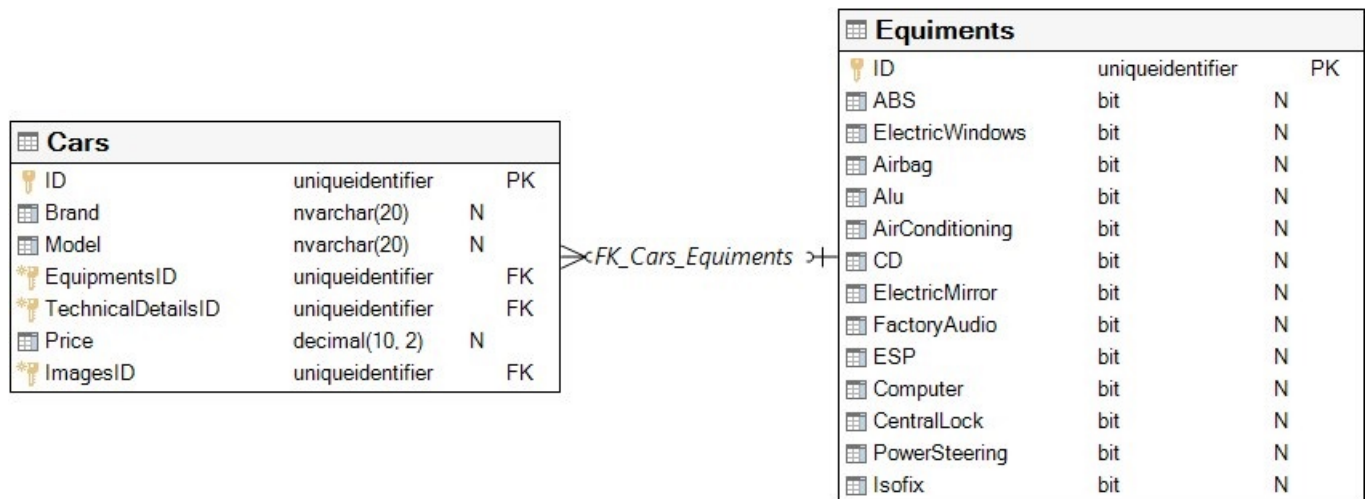 Cars
ID uniqueidentifier PK
Brand nvarchar(20) N
Model nvarchar(20) N
EquipmentsID uniqueidentifier FK
TechnicalDetailsID uniqueidentifier FK
Price decimal(10, 2) N
ImagesID uniqueidentifier FK
FK_Cars_Equiments
Equiments
ID uniqueidentifier PK
ABS bit N
ElectricWindows bit N
Airbag bit N
Alu bit N
AirConditioning bit N
CD bit N
ElectricMirror bit N
FactoryAudio bit N
ESP bit N
Computer bit N
CentralLock bit N
PowerSteering bit N
Isofix bit N